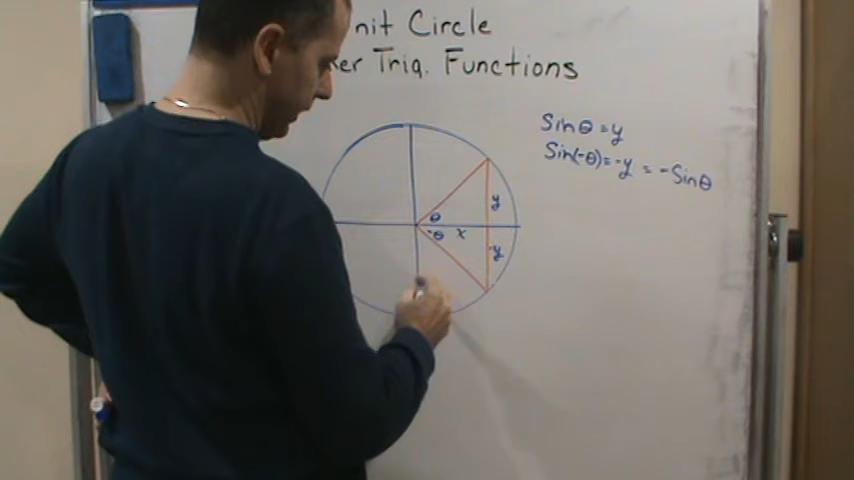 nit Circle
er Trig. Functions
Sinθ = y
Sin(-θ) = -y = -Sinθ
θ
y
-θ
x
-y